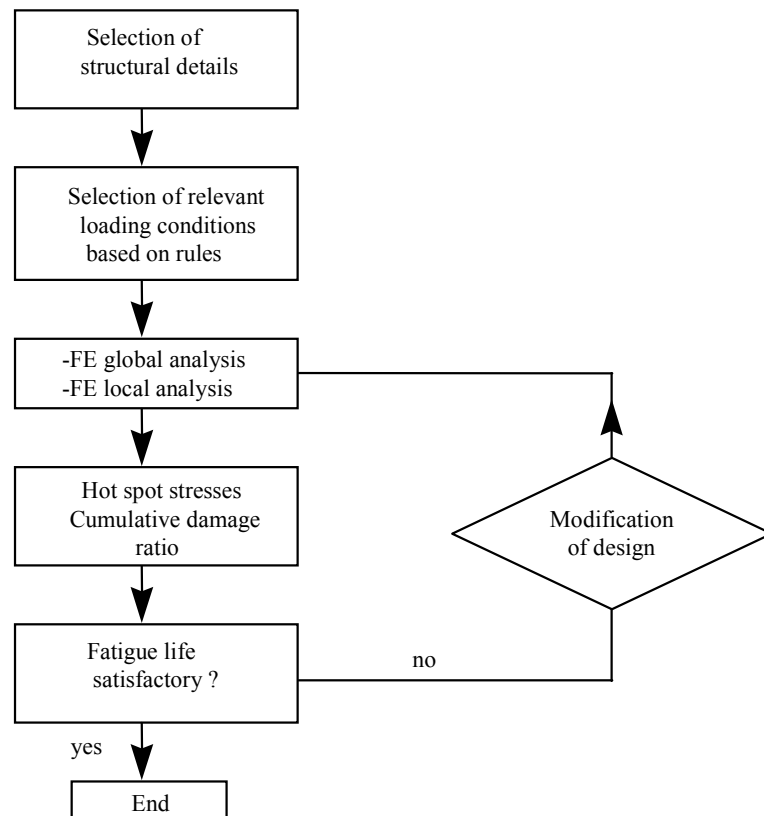 Selection of
structural details
Selection of relevant
loading conditions
based on rules
-FE global analysis
-FE local analysis
Hot spot stresses
Cumulative damage
ratio
Modification
of design
Fatigue life
satisfactory ?
no
yes
End